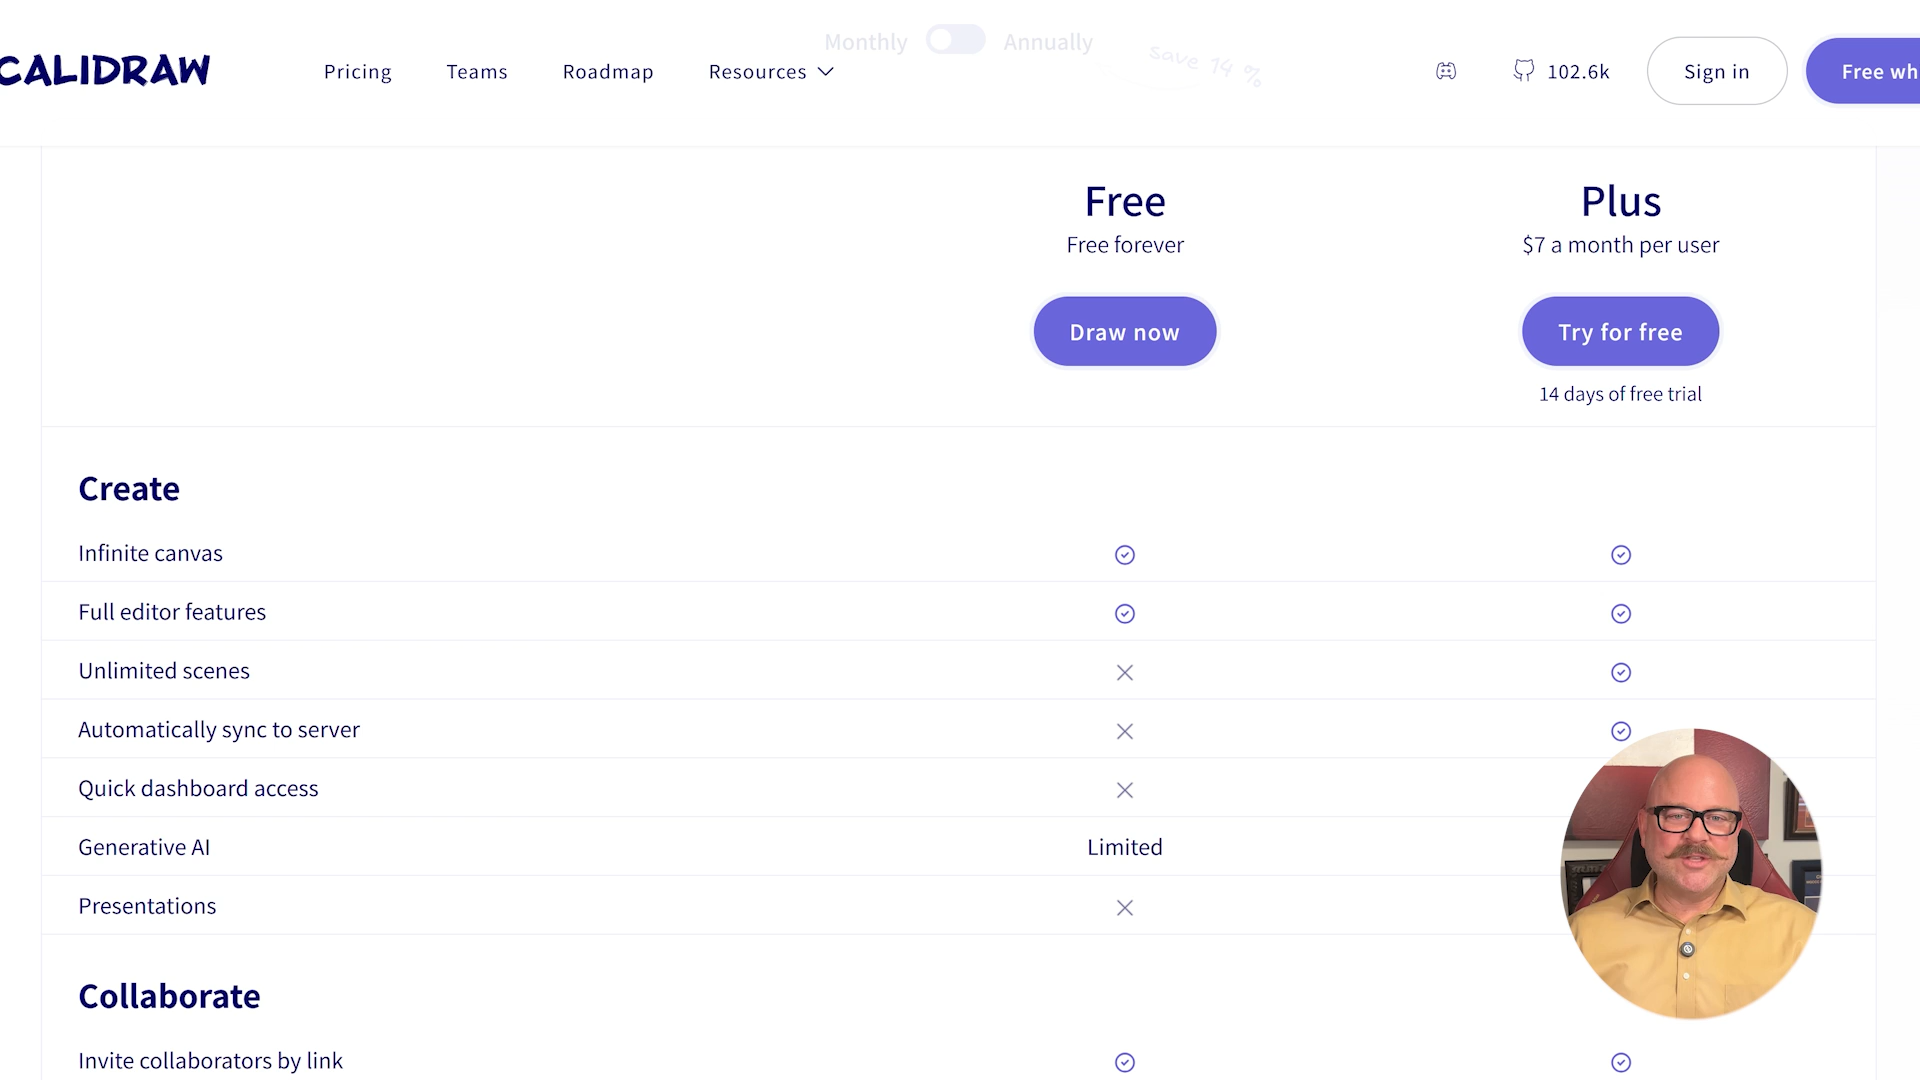 Monthly Annually
save 14 %
CALIDRAW Pricing Teams Roadmap Resources 102.6k Sign in Free wh
Free Plus
Free forever $7 a month per user
Draw now Try for free
14 days of free trial
Create
Infinite canvas
Full editor features
Unlimited scenes
Automatically sync to server
Quick dashboard access
Generative AI Limited
Presentations
Collaborate
Invite collaborators by link